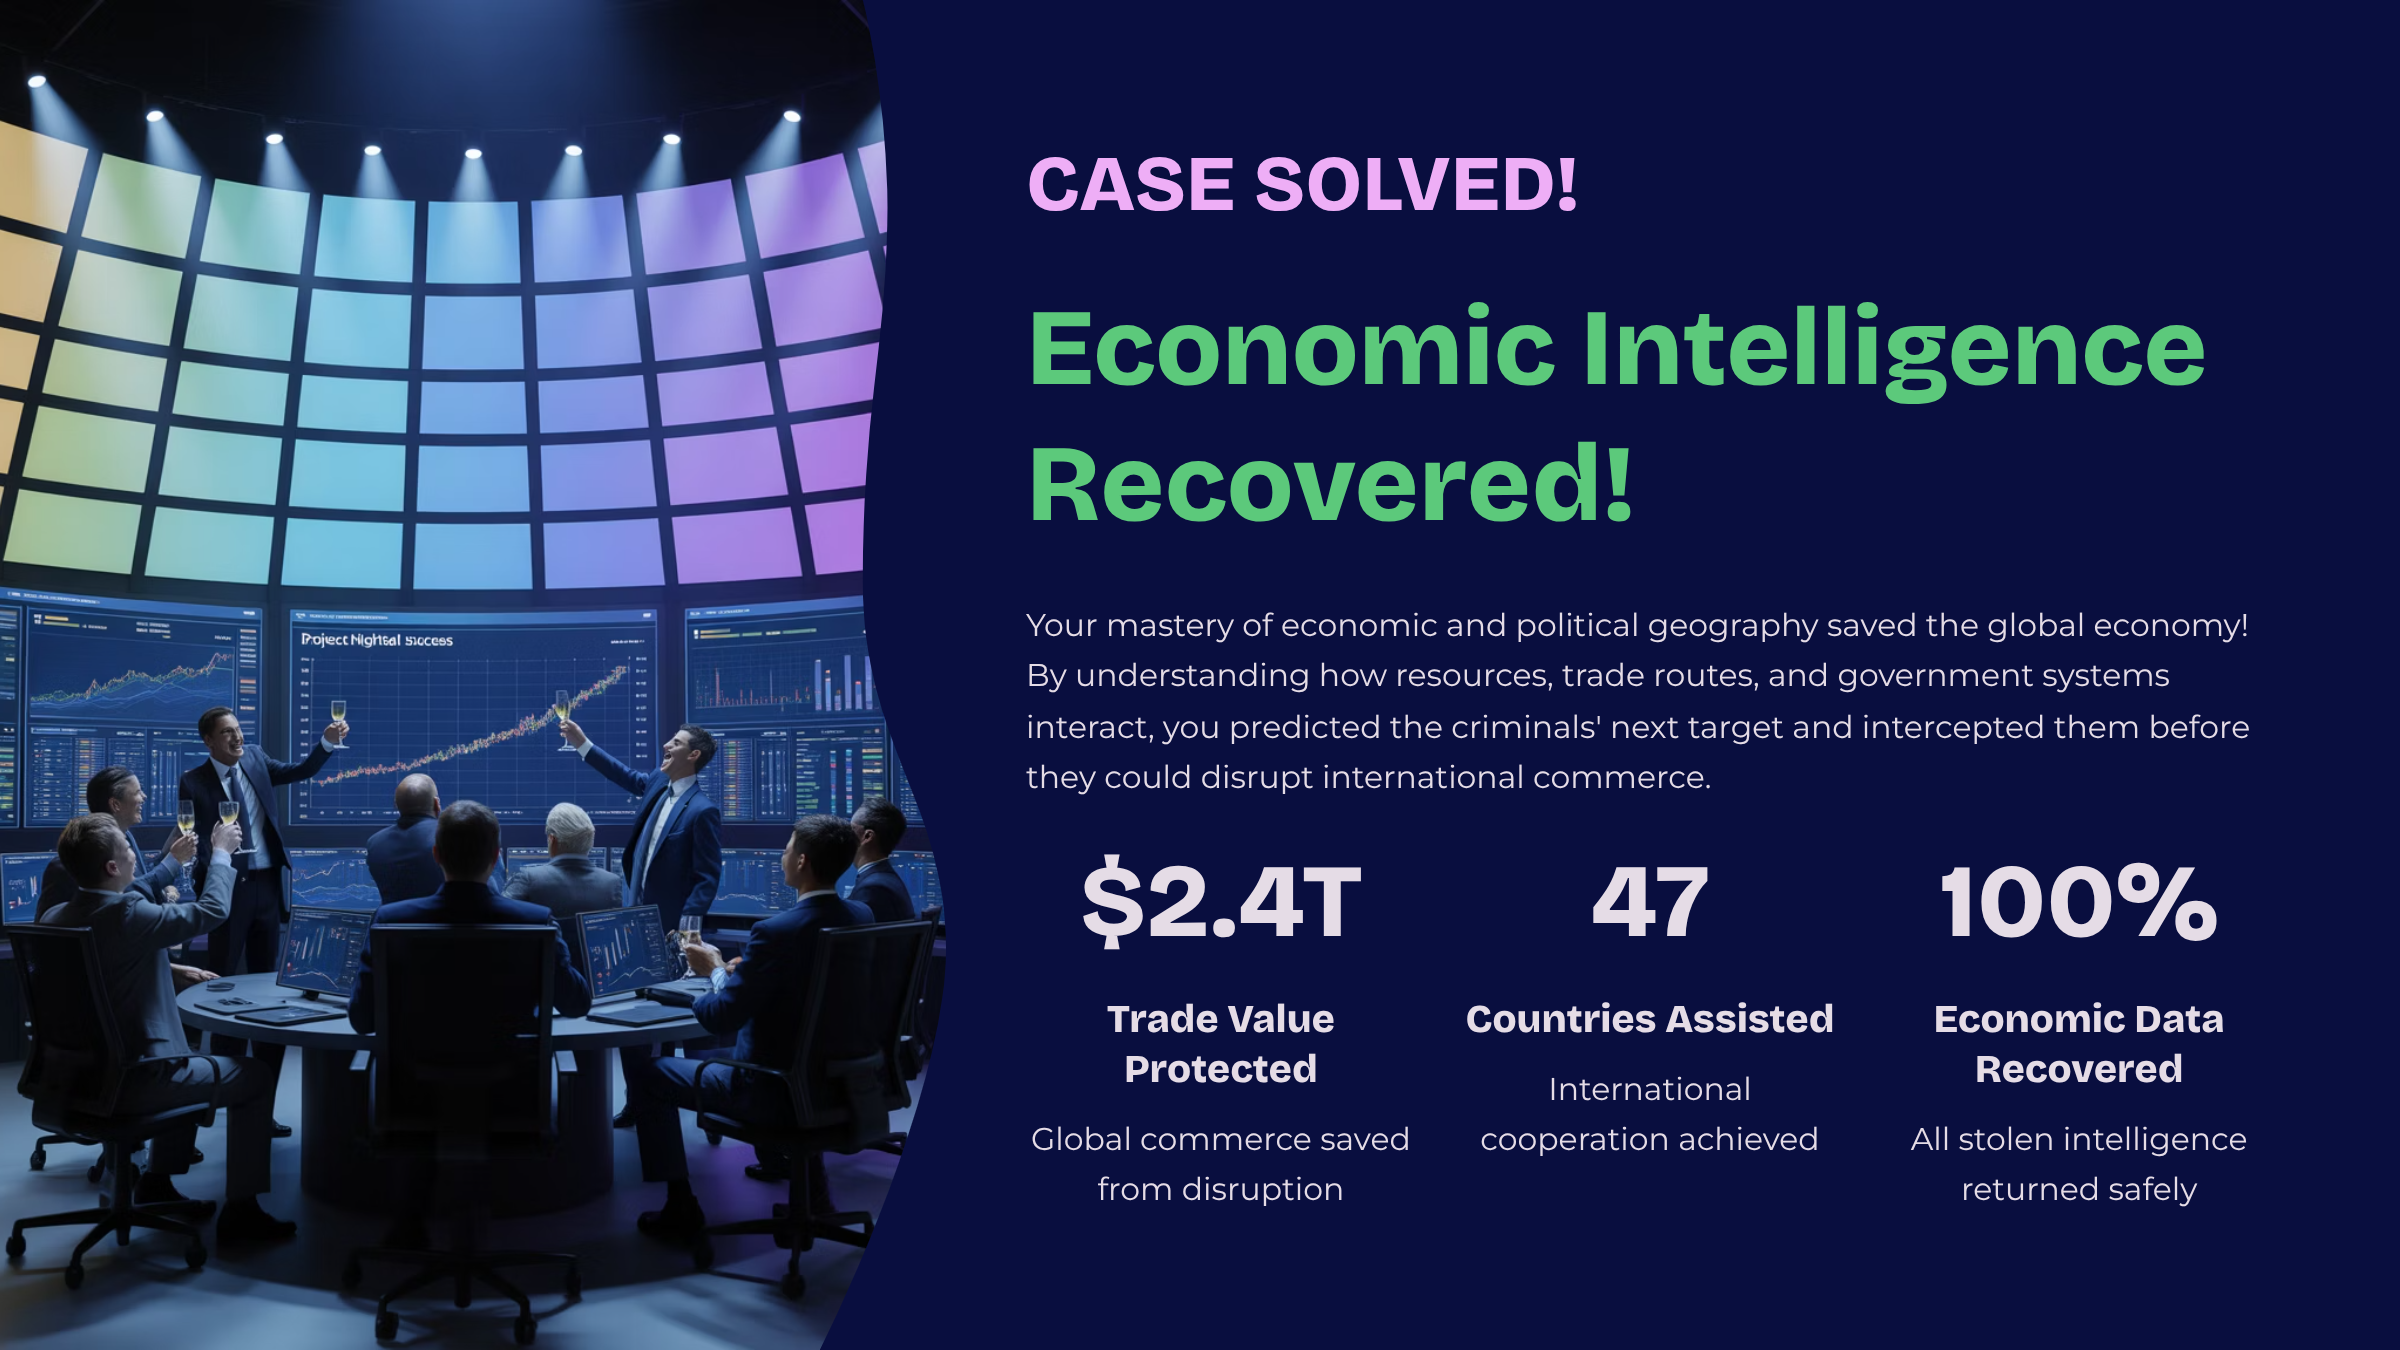 CASE SOLVED!
Economic Intelligence
Recovered!
Your mastery of economic and political geography saved the global economy!
By understanding how resources, trade routes, and government systems
interact, you predicted the criminals' next target and intercepted them before
they could disrupt international commerce.
$2.4T
Trade Value
Protected
Global commerce saved
from disruption
47
Countries Assisted
International
cooperation achieved
100%
Economic Data
Recovered
All stolen intelligence
returned safely
Project Nightal success